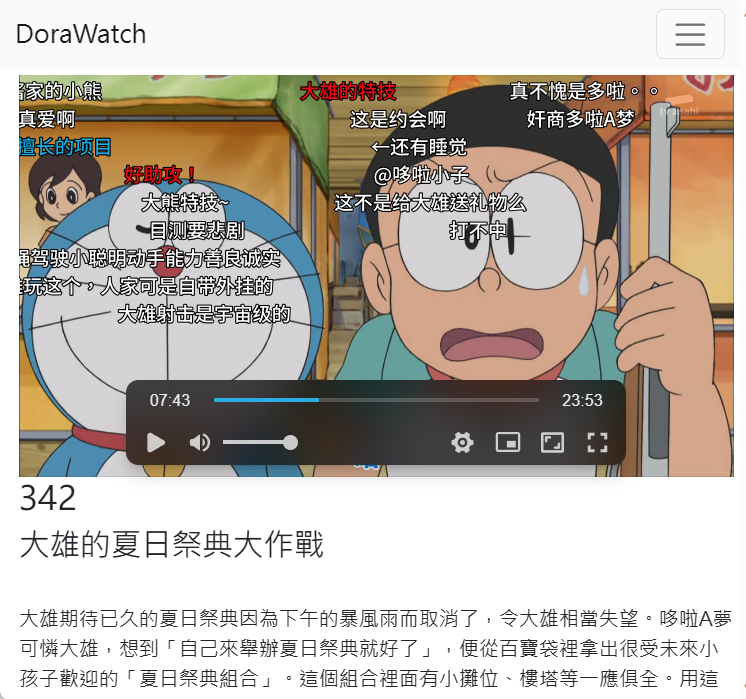 DoraWatch
家的小熊
大雄的特技
真不愧是多啦。。
真爱啊
这是约会啊
奸商多啦A梦
擅长的项目
←还有睡觉
好助攻！
@哆啦小子
大熊特技~
这不是给大雄送礼物么
目测要悲剧
打不中
驾驶小聪明动手能力善良诚实
玩这个，人家可是自带外挂的
大雄射击是宇宙级的
07:43
23:53
342
大雄的夏日祭典大作戰
大雄期待已久的夏日祭典因為下午的暴風雨而取消了，令大雄相當失望。哆啦A夢
可憐大雄，想到「自己來舉辦夏日祭典就好了」，便從百寶袋裡拿出很受未來小
孩子歡迎的「夏日祭典組合」。這個組合裡面有小攤位、樓塔等一應俱全。用這